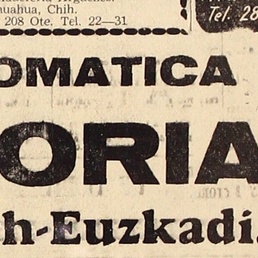 uahua, Chih.
208 Ote. Tel. 22—31
Tel. 28
OMATICA
ORIA
h-Euzkadi.